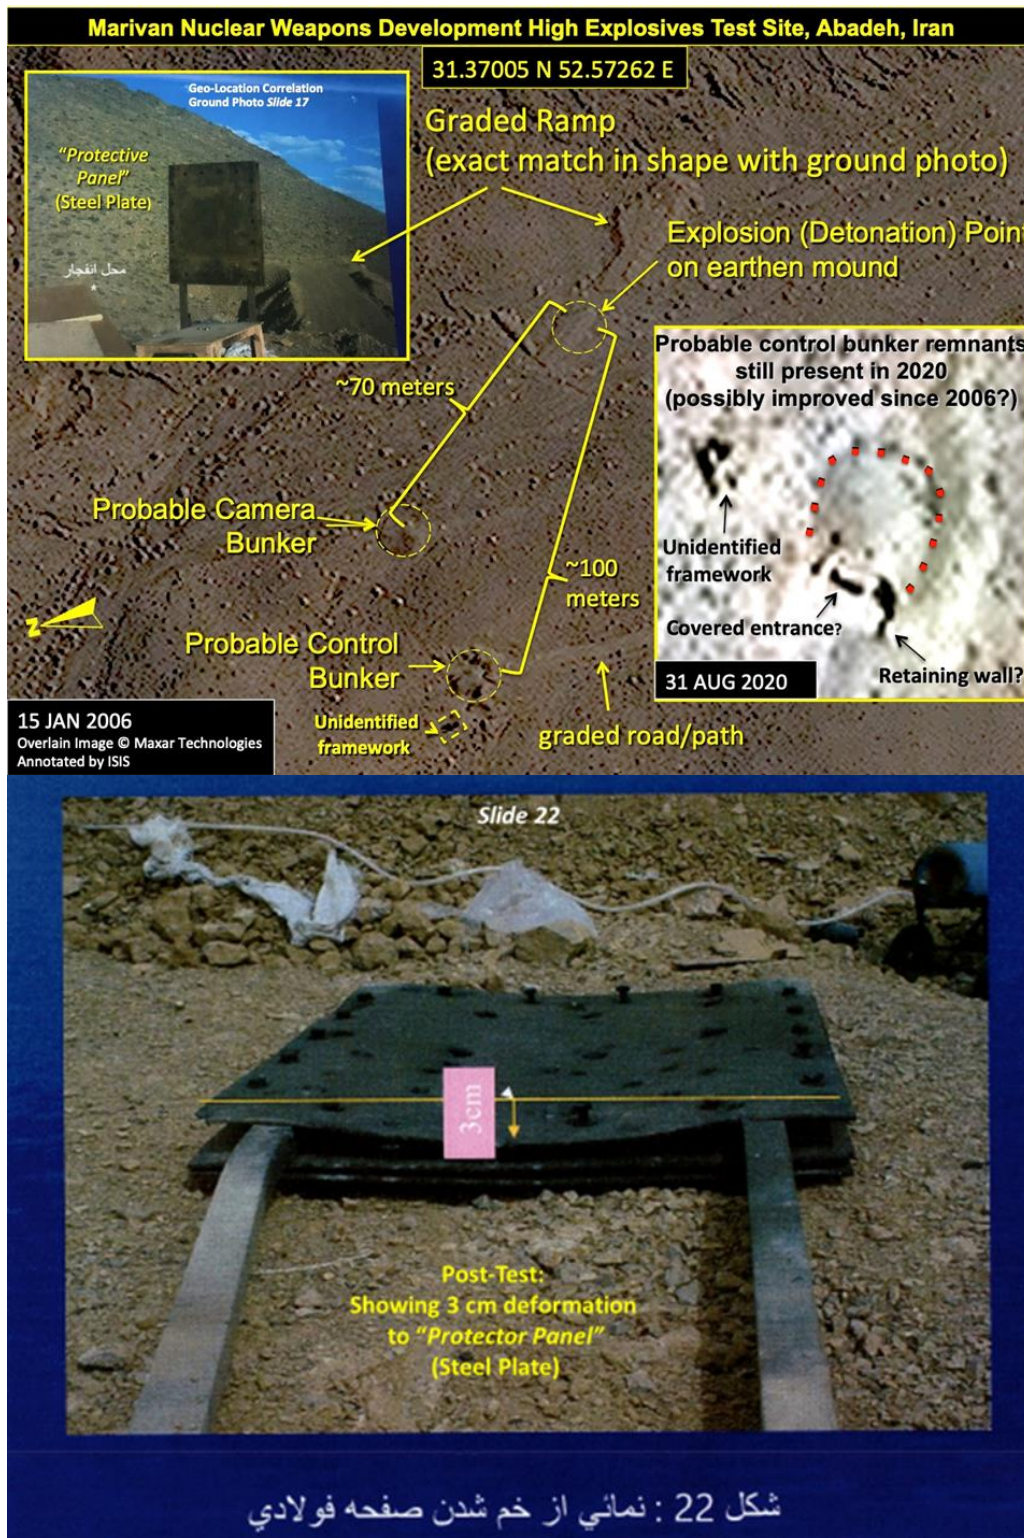 Marivan Nuclear Weapons Development High Explosives Test Site, Abadeh, Iran
31.37005 N 52.57262 E
Geo-Location Correlation
Ground Photo Slide 17
"Protective
Panel"
(Steel Plate)
محل انفجار
Graded Ramp
(exact match in shape with ground photo)
Explosion (Detonation) Point
on earthen mound
~70 meters
Probable Camera
Bunker
~100
meters
Probable Control
Bunker
Unidentified
framework
graded road/path
N
15 JAN 2006
Overlain Image © Maxar Technologies
Annotated by ISIS
Probable control bunker remnants
still present in 2020
(possibly improved since 2006?)
Unidentified
framework
Covered entrance?
Retaining wall?
31 AUG 2020
Slide 22
3cm
Post-Test:
Showing 3 cm deformation
to "Protector Panel"
(Steel Plate)
شكل 22 : نمائي از خم شدن صفحه فولادي